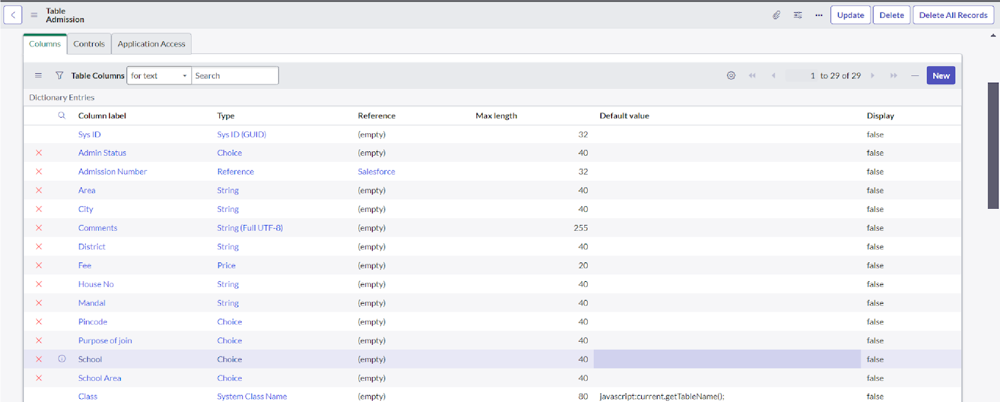 Table
Admission
Update Delete Delete All Records
Columns Controls Application Access
Table Columns for text Search 1 to 29 of 29 New
Dictionary Entries
Column label Type Reference Max length Default value Display
Sys ID Sys ID (GUID) (empty) 32 false
Admin Status Choice (empty) 40 false
Admission Number Reference Salesforce 32 false
Area String (empty) 40 false
City String (empty) 40 false
Comments String (Full UTF-8) (empty) 255 false
District String (empty) 40 false
Fee Price (empty) 20 false
House No String (empty) 40 false
Mandal String (empty) 40 false
Pincode Choice (empty) 40 false
Purpose of join Choice (empty) 40 false
School Choice (empty) 40 false
School Area Choice (empty) 40 false
Class System Class Name (empty) 80 javascript:current.getTableName(); false